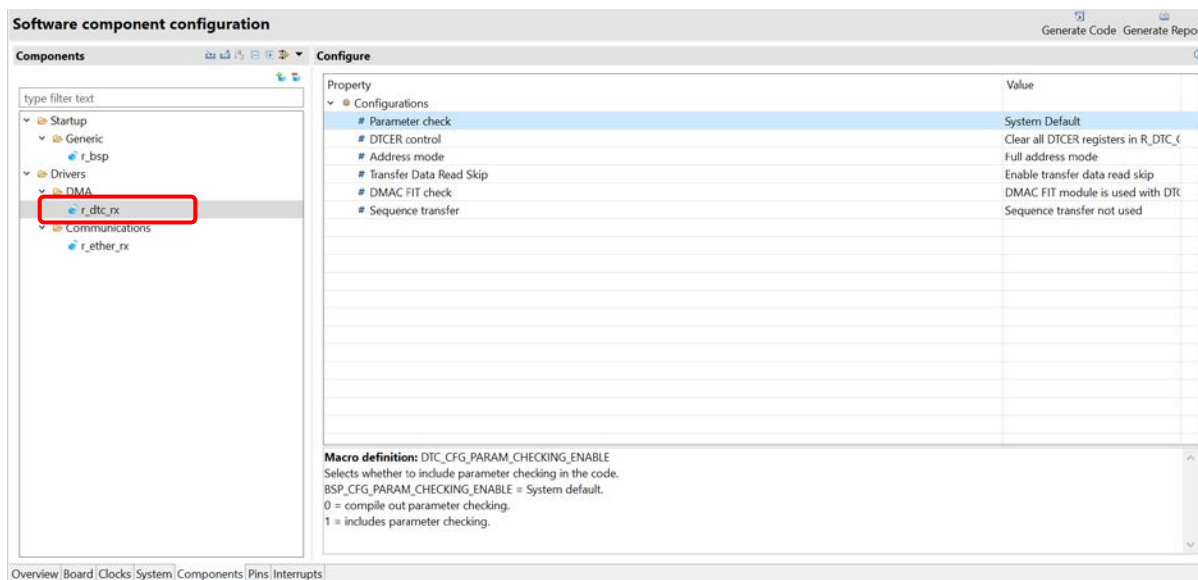 Software component configuration
Generate Code Generate Repo
Components
Configure
type filter text
Property Value
Startup
Generic
r_bsp
Drivers
DMA
r_dtc_rx
Communications
r_ether_rx
Configurations
# Parameter check System Default
# DTCER control Clear all DTCER registers in R_DTC_
# Address mode Full address mode
# Transfer Data Read Skip Enable transfer data read skip
# DMAC FIT check DMAC FIT module is used with DT
# Sequence transfer Sequence transfer not used
Macro definition: DTC_CFG_PARAM_CHECKING_ENABLE
Selects whether to include parameter checking in the code.
BSP_CFG_PARAM_CHECKING_ENABLE = System default.
0 = compile out parameter checking.
1 = includes parameter checking.
Overview Board Clocks System Components Pins Interrupts